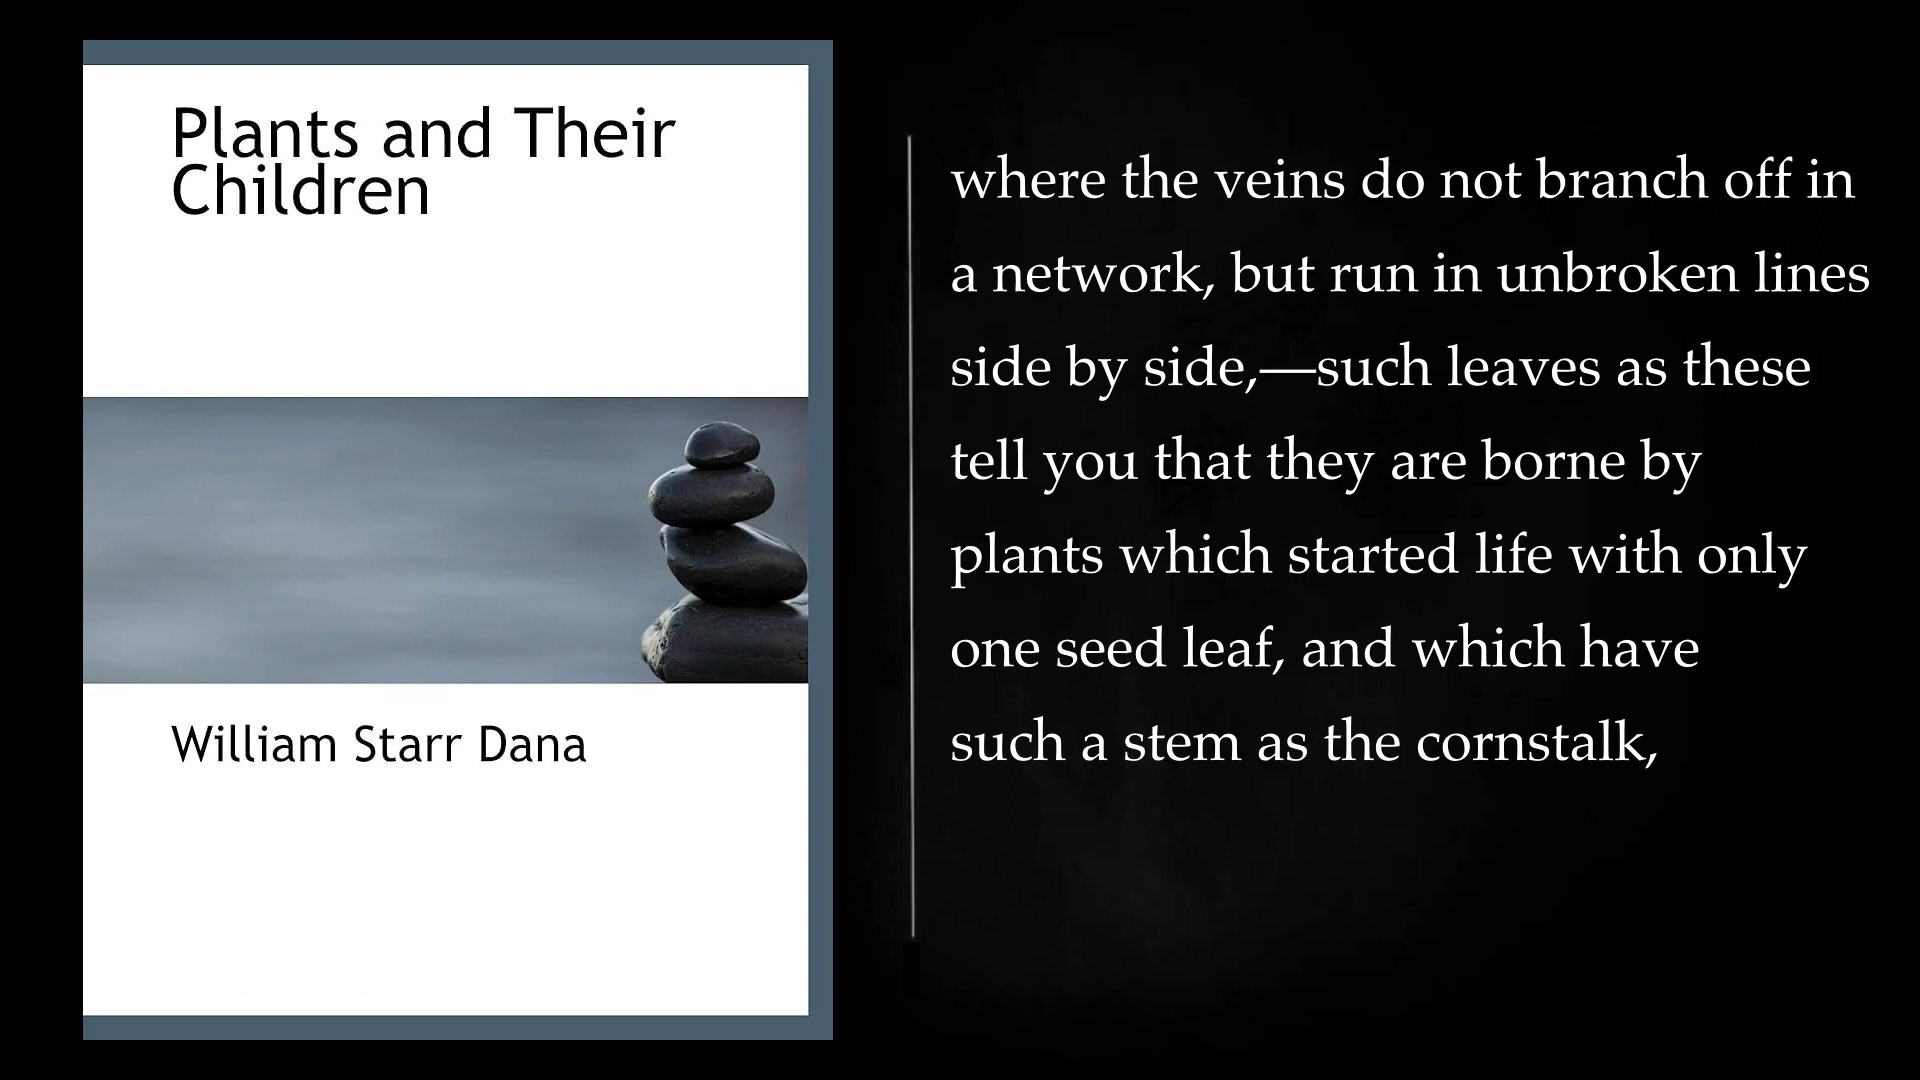 Plants and Their
Children
William Starr Dana
where the veins do not branch off in
a network, but run in unbroken lines
side by side,—such leaves as these
tell you that they are borne by
plants which started life with only
one seed leaf, and which have
such a stem as the cornstalk,